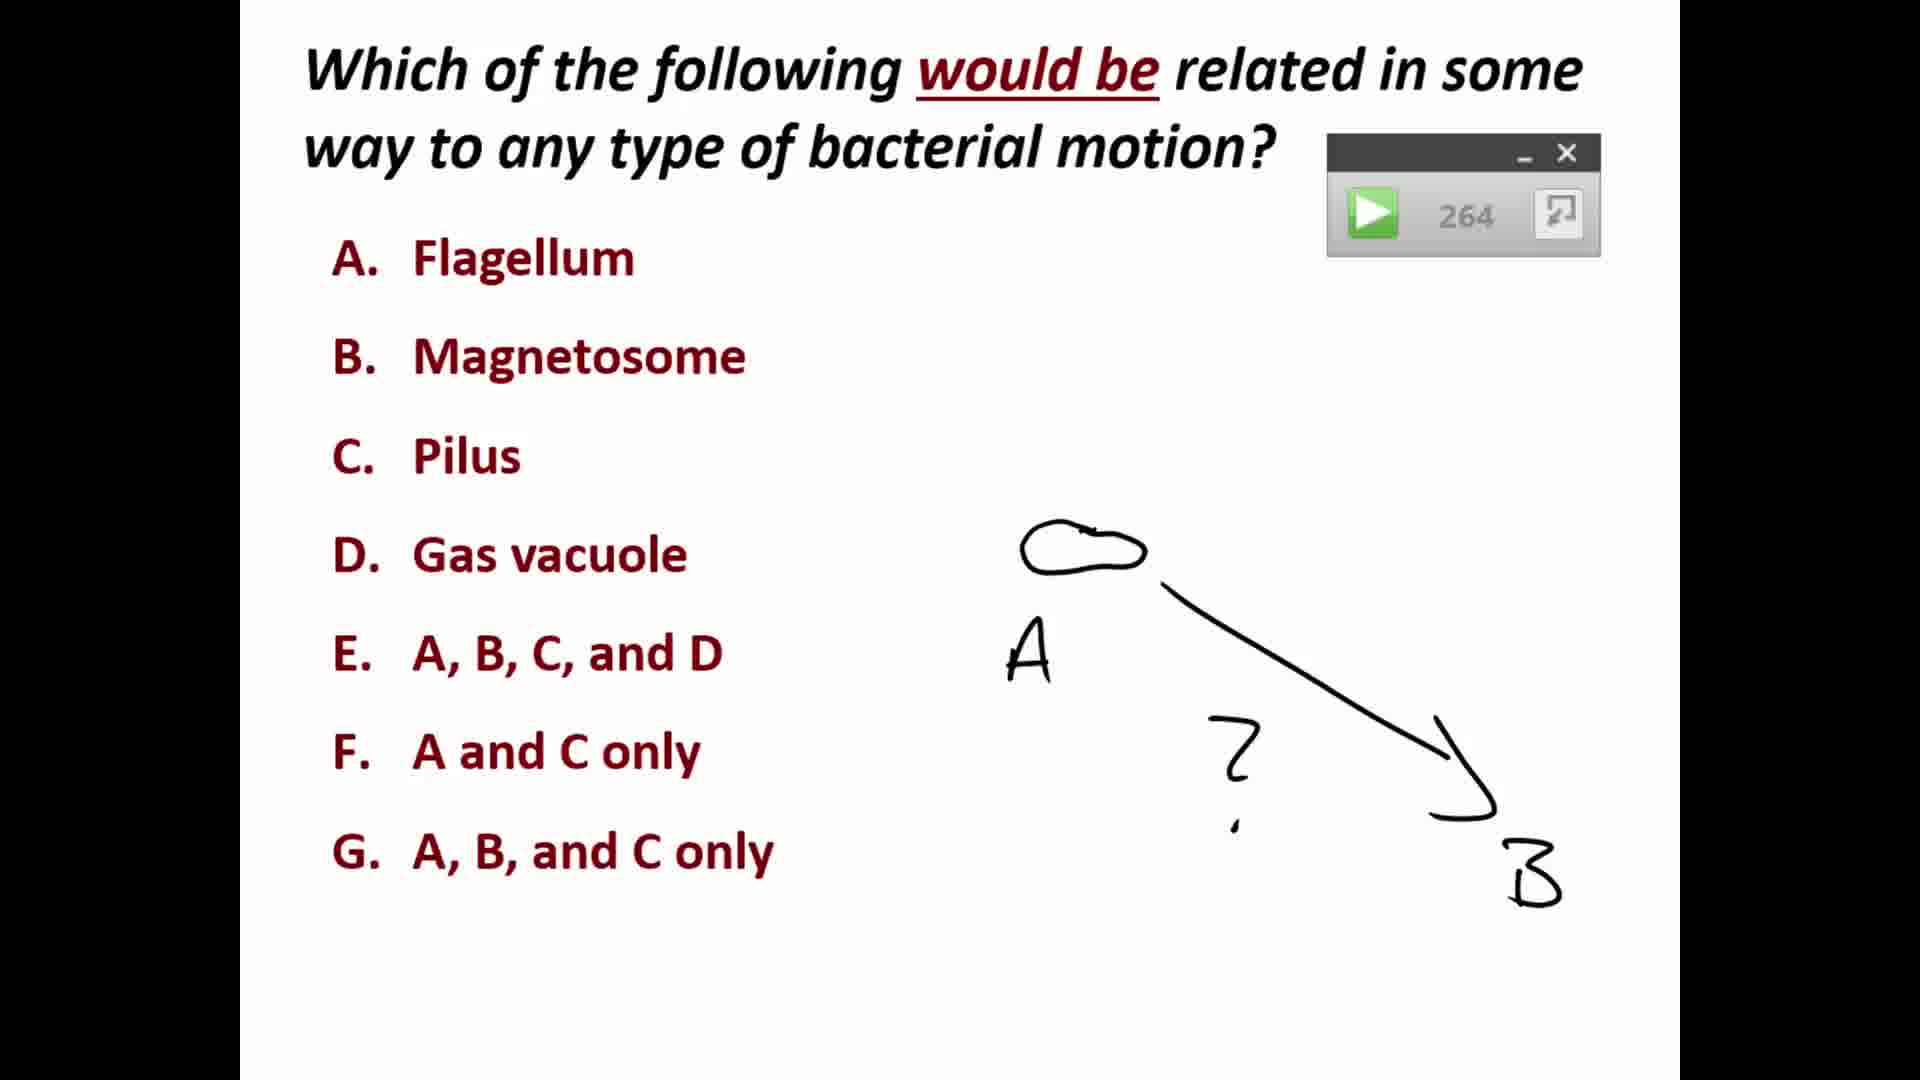 Which of the following would be related in some
way to any type of bacterial motion?
264
A. Flagellum
B. Magnetosome
C. Pilus
D. Gas vacuole
E. A, B, C, and D
F. A and C only
G. A, B, and C only
A
?
B